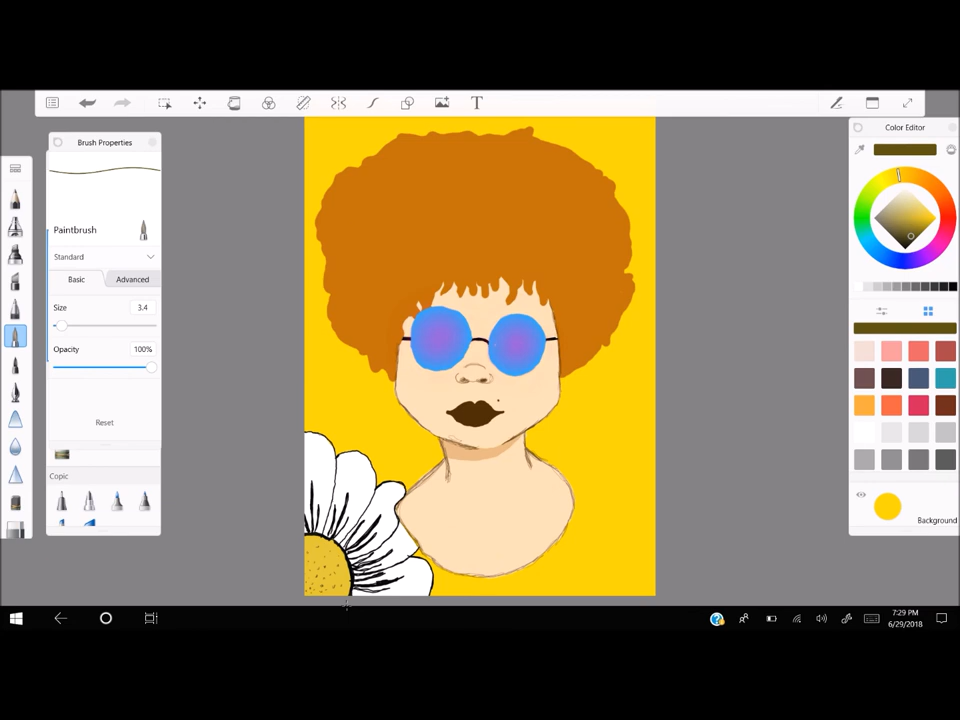 T
Brush Properties
Color Editor
Paintbrush
Standard
Basic
Advanced
Size
3.4
Opacity
100%
Reset
Copic
Background
7:29 PM
6/29/2018